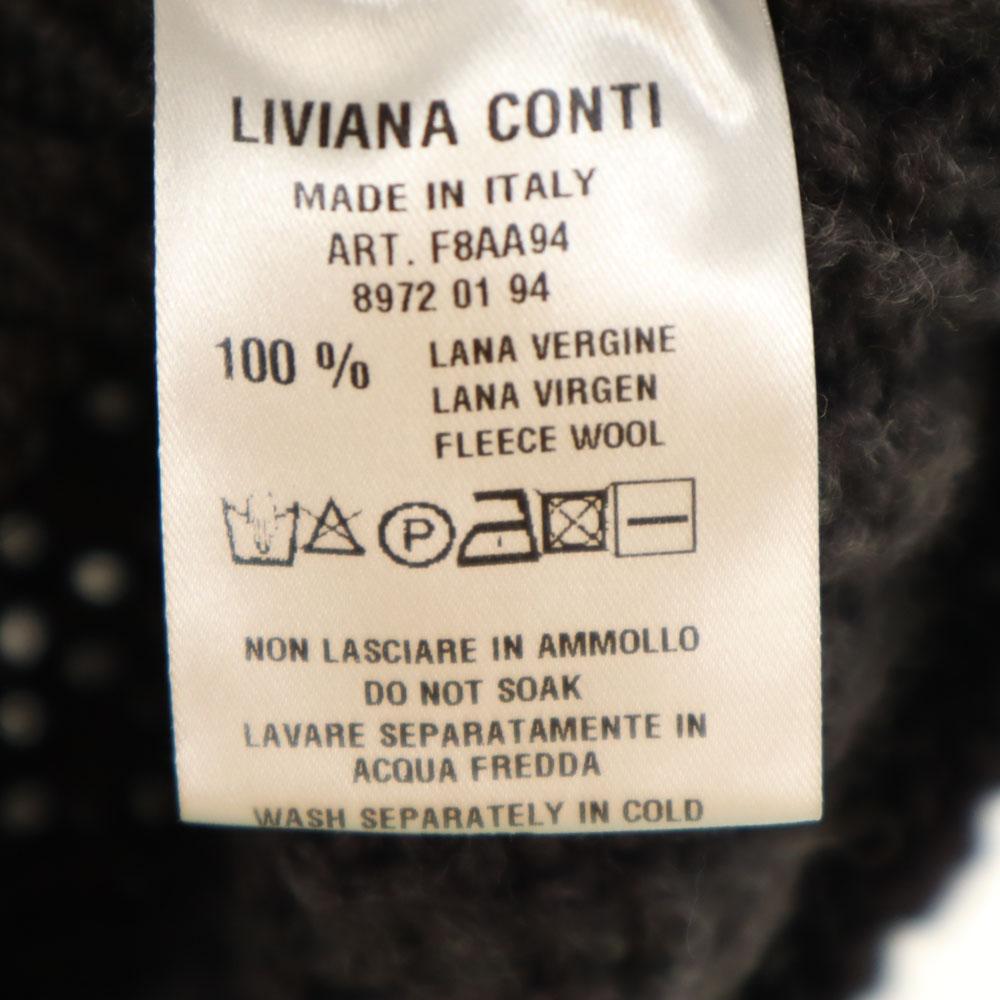 LIVIANA CONTI
MADE IN ITALY
ART. F8AA94
8972 01 94
100 % LANA VERGINE
LANA VIRGEN
FLEECE WOOL
P
NON LASCIARE IN AMMOLLO
DO NOT SOAK
LAVARE SEPARATAMENTE IN
ACQUA FREDDA
WASH SEPARATELY IN COLD